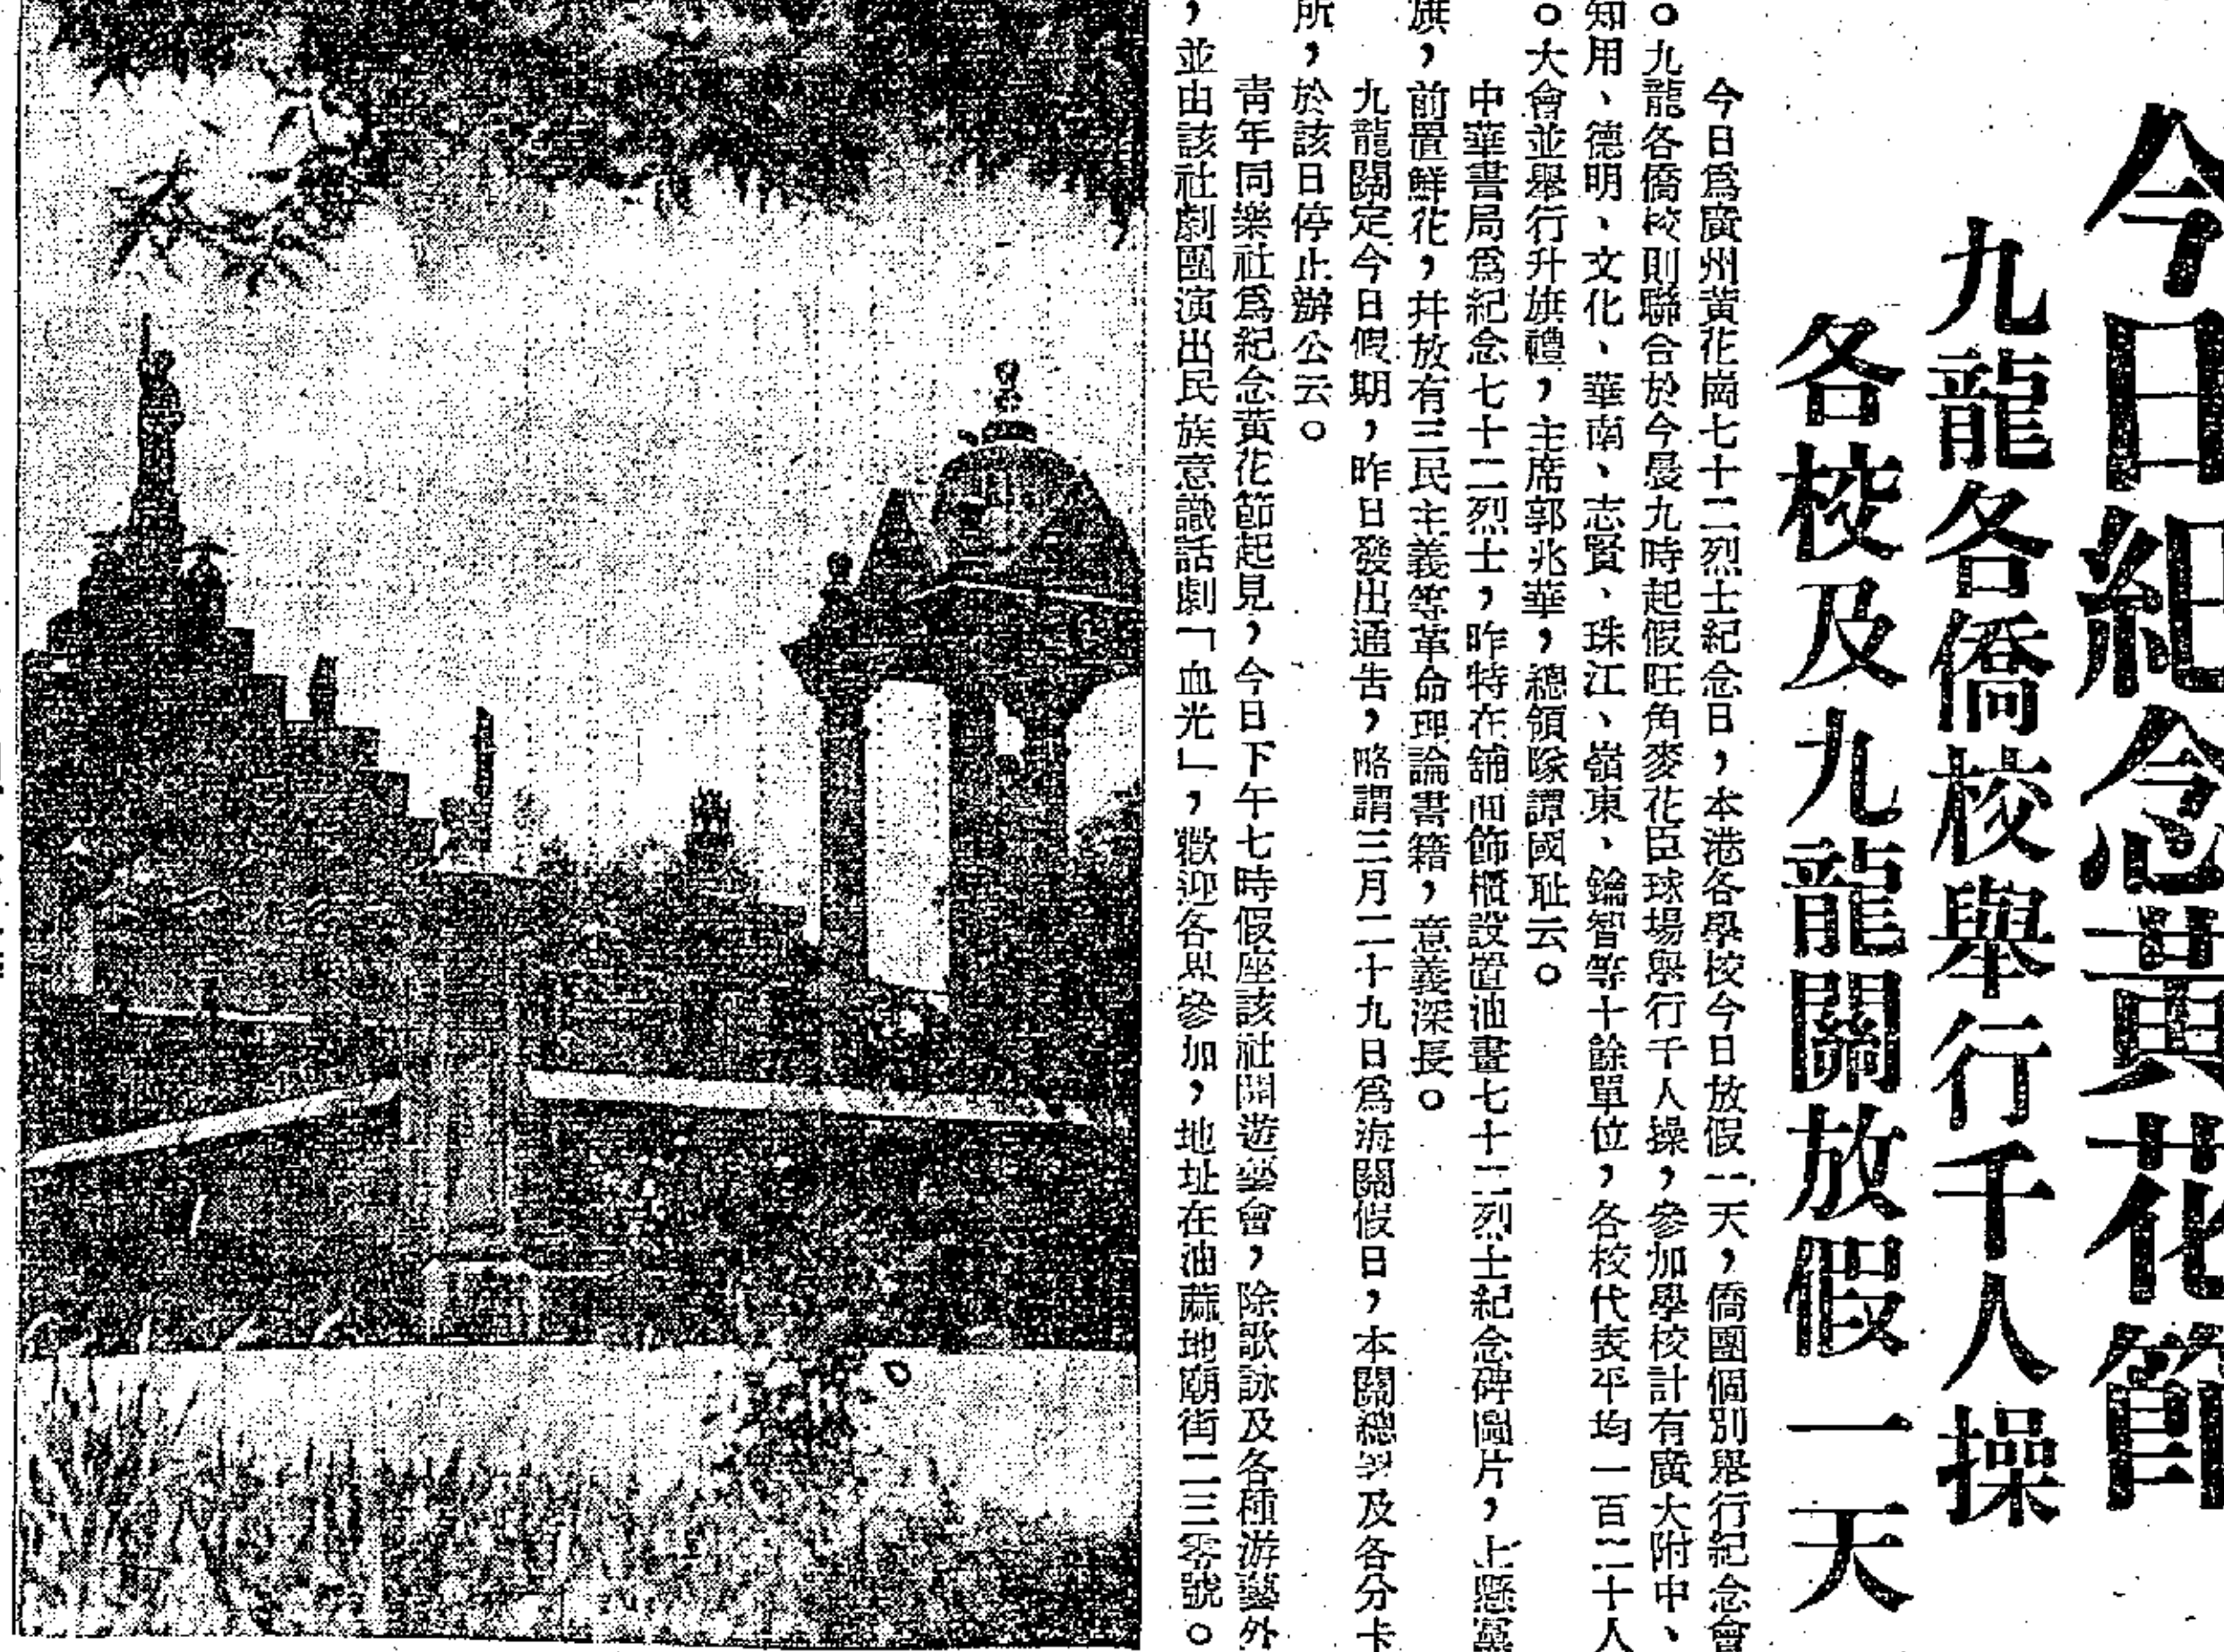 今日紀念黃花節
九龍各僑校舉行千人操
各校及九龍關放假一天
今日爲廣州黃花崗七十二烈士紀念日，本港各學校今日放假一天，僑團個別舉行紀念會
。九龍各僑校則聯合於今晨九時起假旺角麥花臣球場舉行千人操，參加學校計有廣大附中、
知用、德明、文化、華南、志賢、珠江、嶺東、鑰智等十餘單位，各校代表平均一百二十人
。大會並舉行升旗禮，主席郭兆華，總領隊譚國耻云。
中華書局爲紀念七十二烈士，昨特在舖面飾櫃設置油畫七十二烈士紀念碑圖片，上懸黨
旗，前置鮮花，幷放有三民主義等革命理論書籍，意義深長。
九龍關定今日假期，昨日發出通告，略謂三月二十九日爲海關假日，本關總及各分卡
所，於該日停止辦公云。
靑年同樂社爲紀念黃花節起見，今日下午七時假座該社開遊藝會，除歌詠及各種游藝外
，並由該社劇團演出民族意識話劇「血光」，歡迎各界參加，地址在油蔴地廟街二三零號。